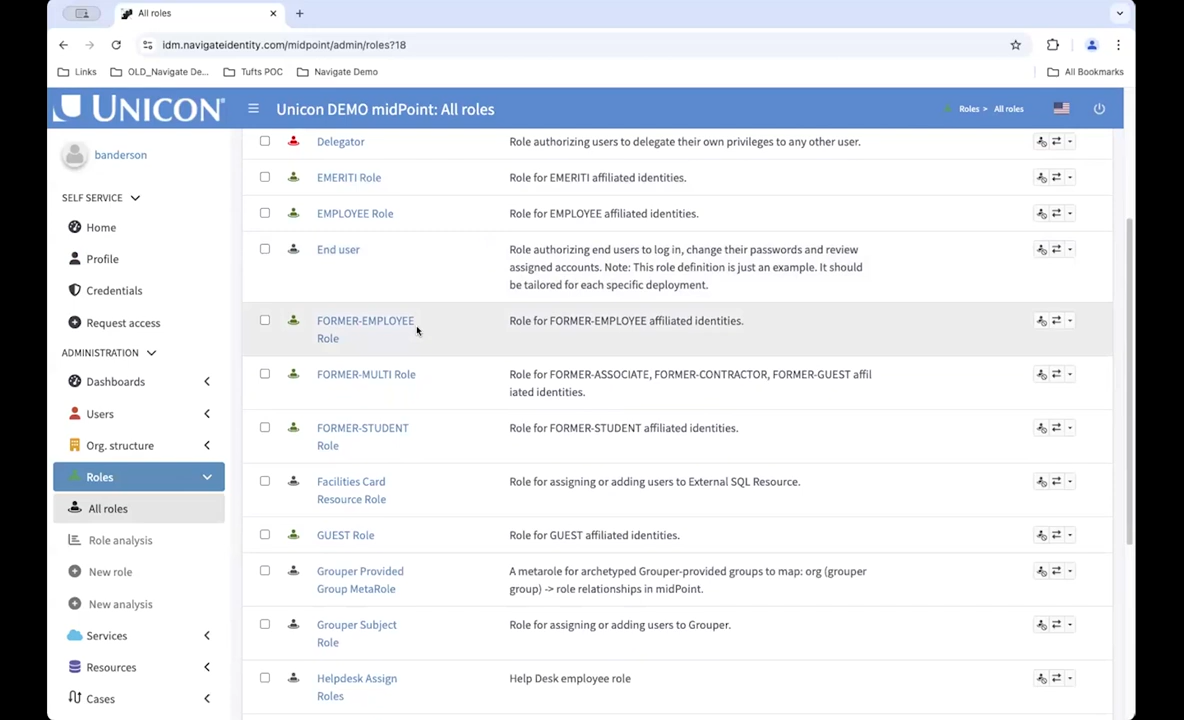 All roles
idm.navigateidentity.com/midpoint/admin/roles?18
Links
OLD_Navigate De...
Tufts POC
Navigate Demo
All Bookmarks
UNICON
Unicon DEMO midPoint: All roles
Roles > All roles
banderson
SELF SERVICE
Home
Profile
Credentials
Request access
ADMINISTRATION
Dashboards
Users
Org. structure
Roles
All roles
Role analysis
New role
New analysis
Services
Resources
Cases
Delegator
Role authorizing users to delegate their own privileges to any other user.
EMERITI Role
Role for EMERITI affiliated identities.
EMPLOYEE Role
Role for EMPLOYEE affiliated identities.
End user
Role authorizing end users to log in, change their passwords and review
assigned accounts. Note: This role definition is just an example. It should
be tailored for each specific deployment.
FORMER-EMPLOYEE
Role
Role for FORMER-EMPLOYEE affiliated identities.
FORMER-MULTI Role
Role for FORMER-ASSOCIATE, FORMER-CONTRACTOR, FORMER-GUEST affil
iated identities.
FORMER-STUDENT
Role
Role for FORMER-STUDENT affiliated identities.
Facilities Card
Resource Role
Role for assigning or adding users to External SQL Resource.
GUEST Role
Role for GUEST affiliated identities.
Grouper Provided
Group MetaRole
A metarole for archetyped Grouper-provided groups to map: org (grouper
group) -> role relationships in midPoint.
Grouper Subject
Role
Role for assigning or adding users to Grouper.
Helpdesk Assign
Roles
Help Desk employee role